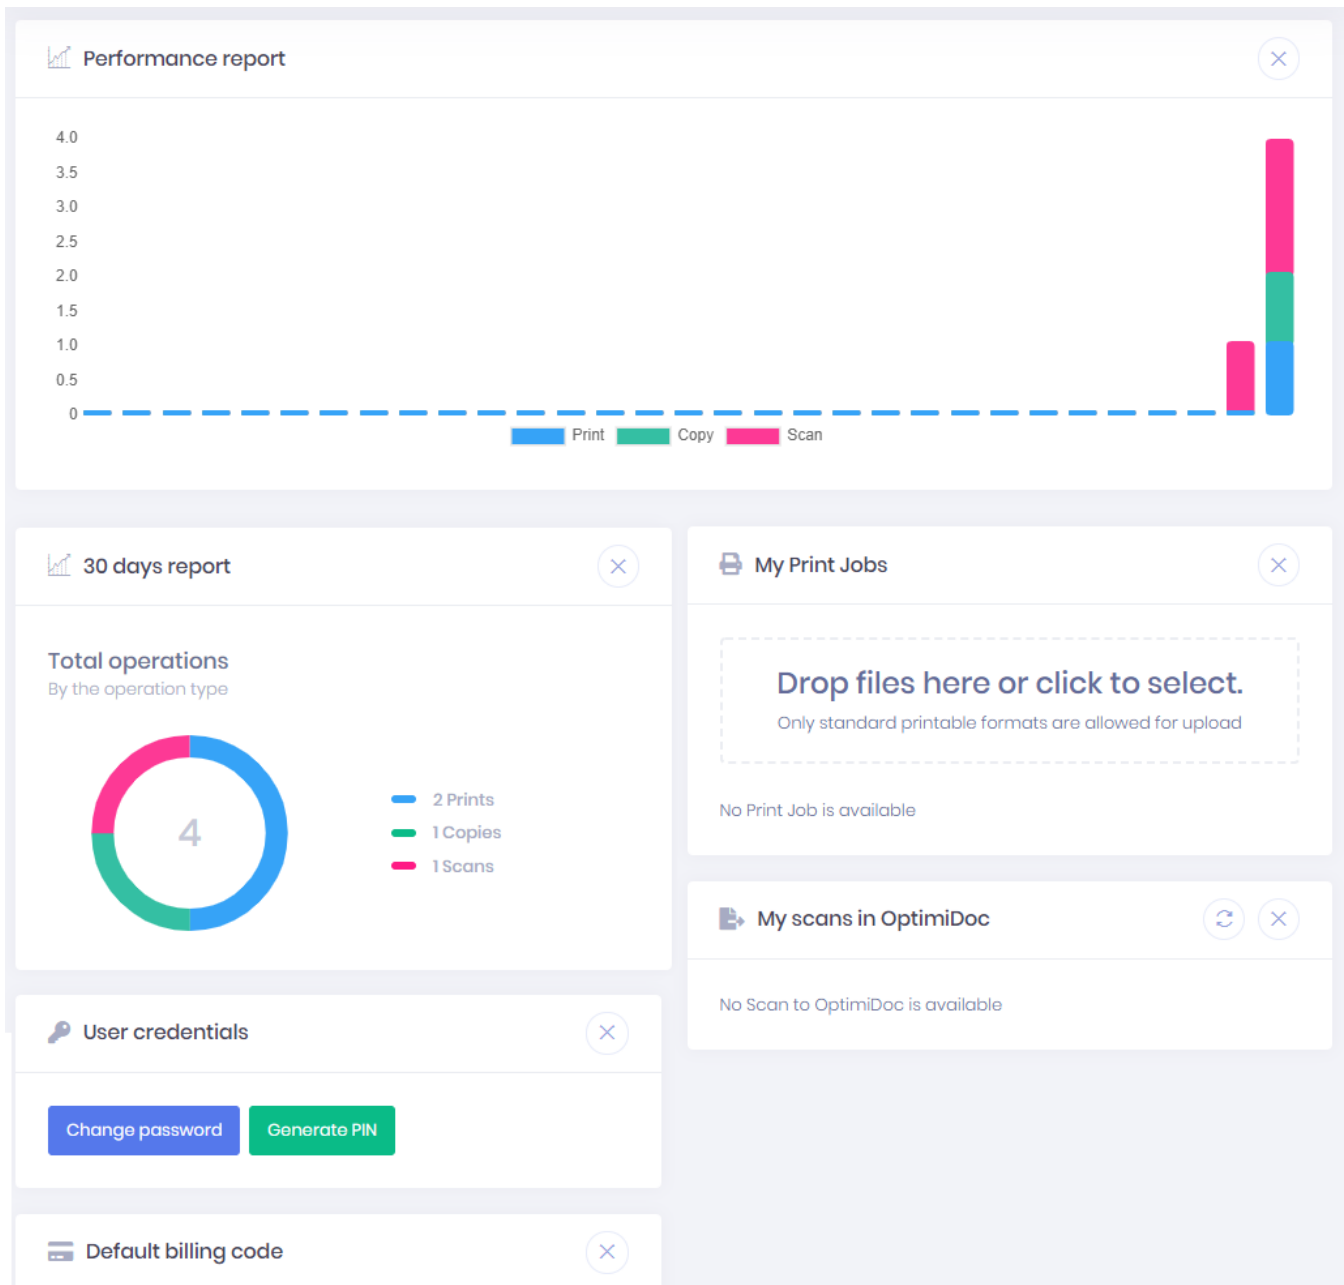 Performance report
4.0
3.5
3.0
2.5
2.0
1.5
1.0
0.5
0
Print Copy Scan
30 days report
Total operations
By the operation type
4
2 Prints
1 Copies
1 Scans
My Print Jobs
Drop files here or click to select.
Only standard printable formats are allowed for upload
No Print Job is available
My scans in OptimiDoc
No Scan to OptimiDoc is available
User credentials
Change password Generate PIN
Default billing code